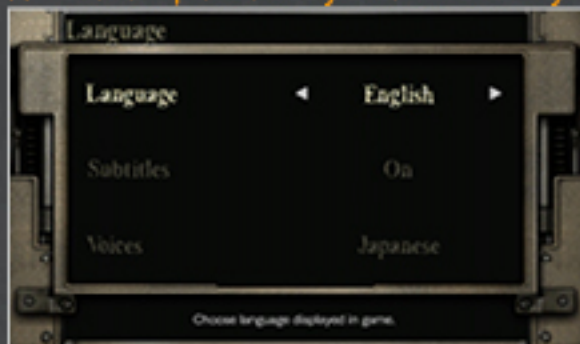 Language
Language English
Subtitles On
Voices Japanese
Choose language displayed in game.